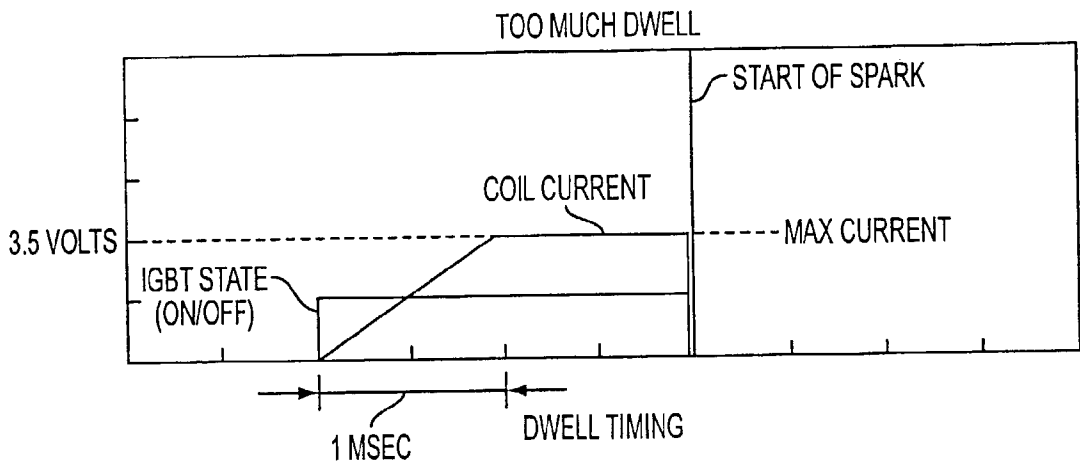 TOO MUCH DWELL
START OF SPARK
COIL CURRENT
3.5 VOLTS
MAX CURRENT
IGBT STATE
(ON/OFF)
DWELL TIMING
1 MSEC